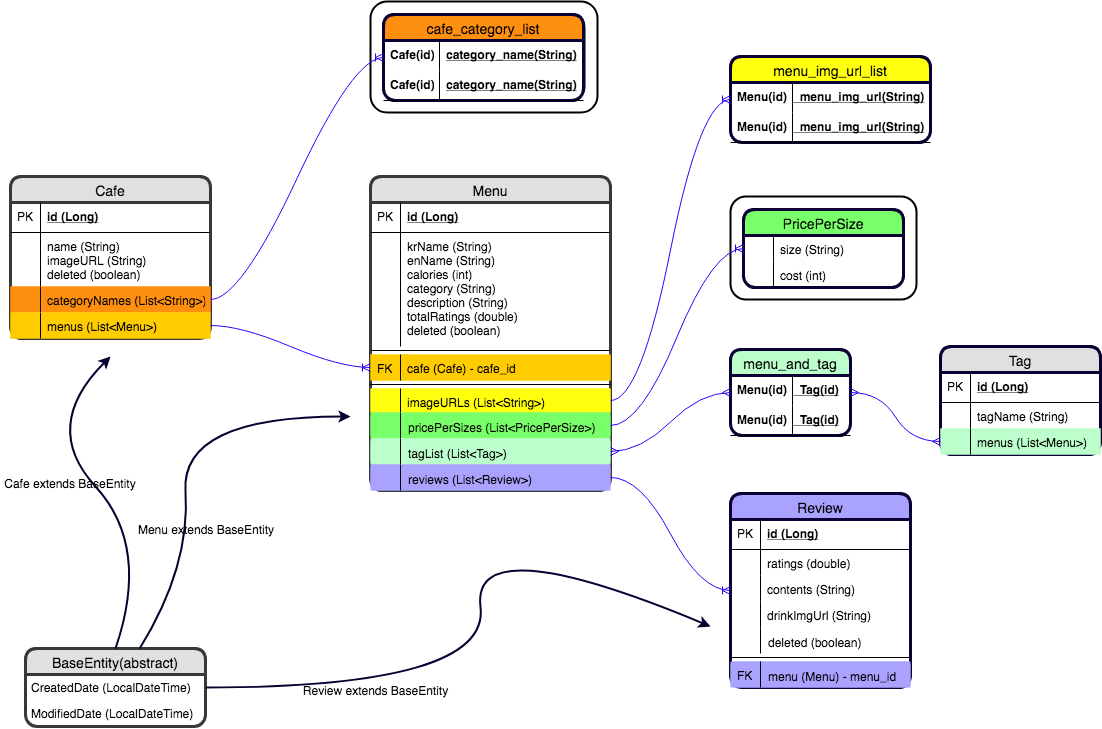 cafe_category_list
Cafe(id) category_name(String)
Cafe(id) category_name(String)
menu_img_url_list
Menu(id) menu_img_url(String)
Menu(id) menu_img_url(String)
Cafe
PK id (Long)
name (String)
imageURL (String)
deleted (boolean)
categoryNames (List<String>)
menus (List<Menu>)
Menu
PK id (Long)
krName (String)
enName (String)
calories (int)
category (String)
description (String)
totalRatings (double)
deleted (boolean)
FK cafe (Cafe) - cafe_id
imageURLs (List<String>)
pricePerSizes (List<PricePerSize>)
tagList (List<Tag>)
reviews (List<Review>)
PricePerSize
size (String)
cost (int)
menu_and_tag
Menu(id) Tag(id)
Menu(id) Tag(id)
Tag
PK id (Long)
tagName (String)
menus (List<Menu>)
Cafe extends BaseEntity
Menu extends BaseEntity
Review
PK id (Long)
ratings (double)
contents (String)
drinkImgUrl (String)
deleted (boolean)
FK menu (Menu) - menu_id
BaseEntity(abstract)
CreatedDate (LocalDateTime)
ModifiedDate (LocalDateTime)
Review extends BaseEntity